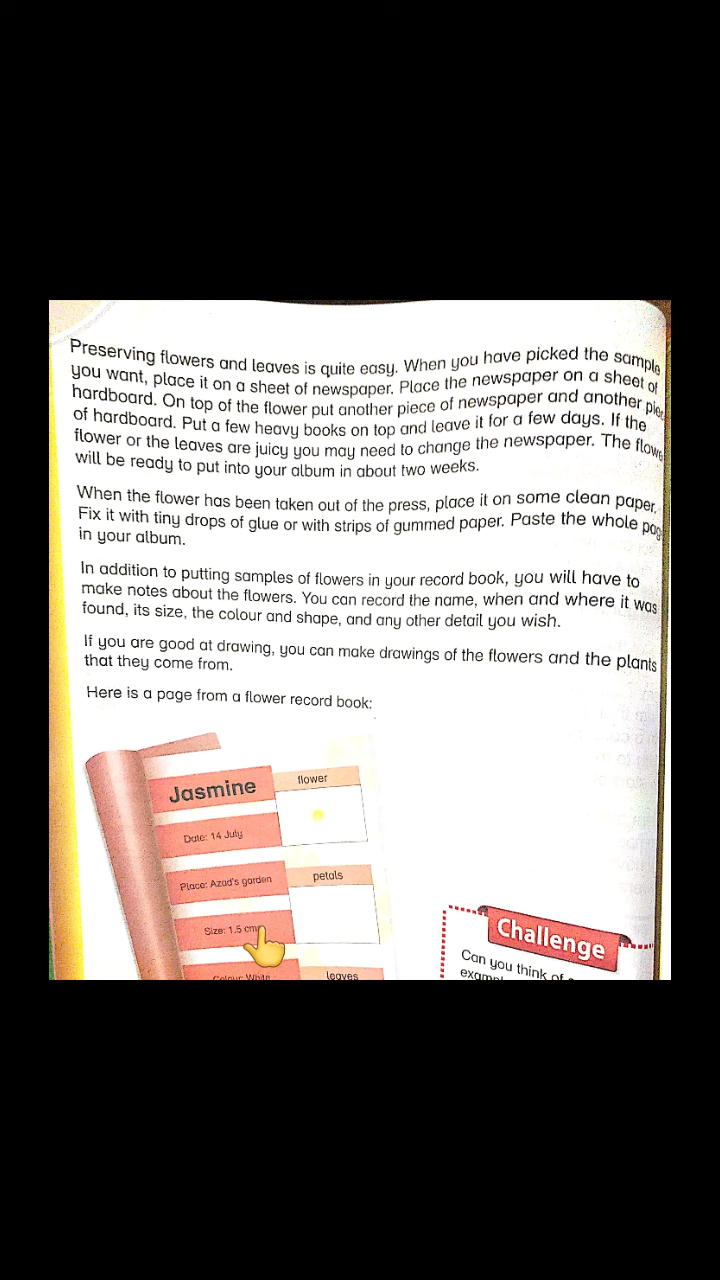 Preserving flowers and leaves is quite easy. When you have picked the sample
you want, place it on a sheet of newspaper. Place the newspaper on a sheet of
hardboard. On top of the flower put another piece of newspaper and another
of hardboard. Put a few heavy books on top and leave it for a few days. If the
flower or the leaves are juicy you may need to change the newspaper. The
will be ready to put into your album in about two weeks.
When the flower has been taken out of the press, place it on some clean paper.
Fix it with tiny drops of glue or with strips of gummed paper. Paste the whole
in your album.
In addition to putting samples of flowers in your record book, you will have to
make notes about the flowers. You can record the name, when and where it was
found, its size, the colour and shape, and any other detail you wish.
If you are good at drawing, you can make drawings of the flowers and the plants
that they come from.
Here is a page from a flower record book:
Jasmine
flower
Date: 14 July
Place: Azad's garden
petals
Size: 1.5 cm
Colour: White
leaves
Challenge
Can you think of